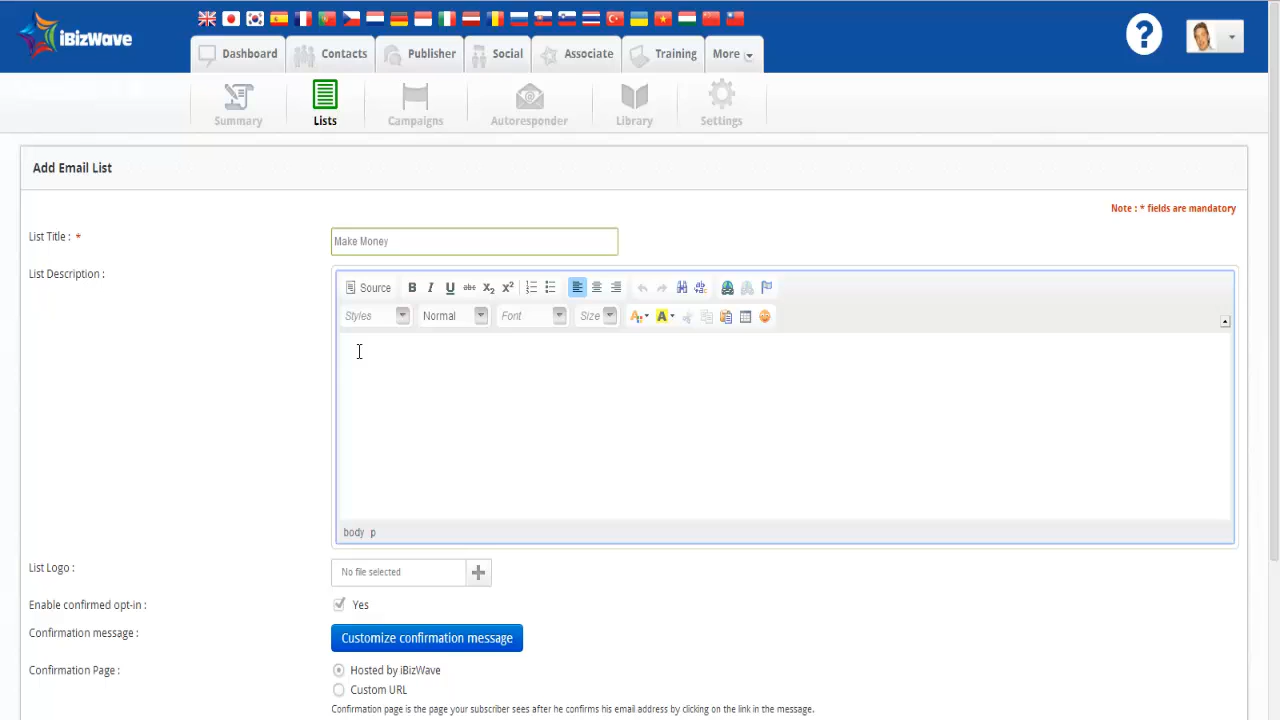 iBizWave
Dashboard Contacts Publisher Social Associate Training More
?
Summary Lists Campaigns Autoresponder Library Settings
Add Email List
Note : * fields are mandatory
List Title : * Make Money
List Description :
Source B I U abc X₂ X²
Styles Normal Font Size
body p
List Logo : No file selected
Enable confirmed opt-in : Yes
Confirmation message : Customize confirmation message
Confirmation Page : Hosted by iBizWave
Custom URL
Confirmation page is the page your subscriber sees after he confirms his email address by clicking on the link in the message.